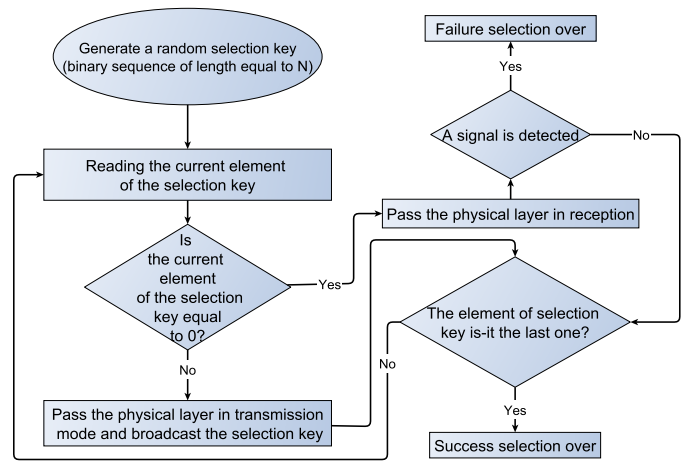 Generate a random selection key
(binary sequence of length equal to N)
Reading the current element
of the selection key
Is
the current
element
of the selection
key equal
to 0?
Yes
No
Pass the physical layer in transmission
mode and broadcast the selection key
Failure selection over
Yes
A signal is detected
No
Pass the physical layer in reception
The element of selection
key is-it the last one?
No
Yes
Success selection over